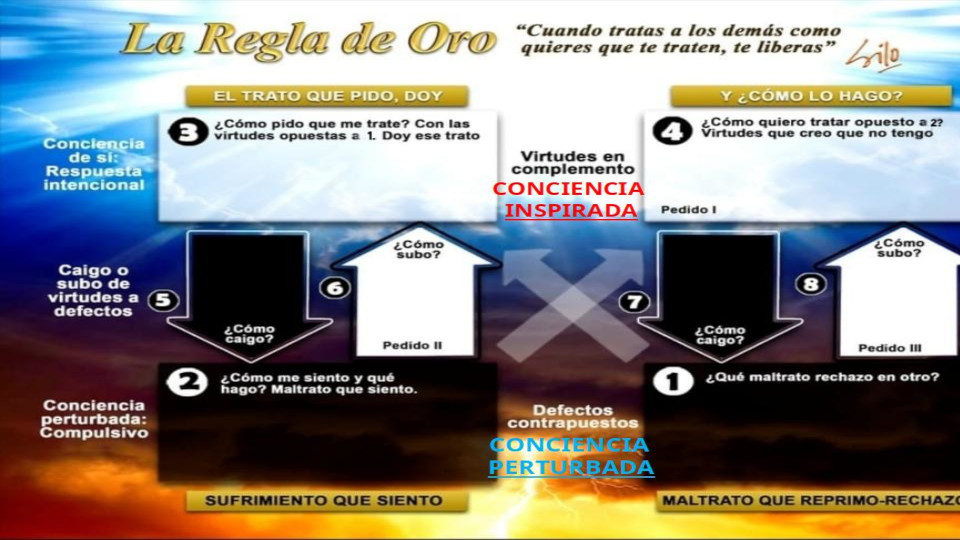 La Regla de Oro
“Cuando tratas a los demás como
quieres que te traten, te liberas”
Silo
EL TRATO QUE PIDO, DOY
Y ¿CÓMO LO HAGO?
Conciencia
de si:
Respuesta
intencional
3
¿Cómo pido que me trate? Con las
virtudes opuestas a 1. Doy ese trato
Virtudes en
complemento
CONCIENCIA
INSPIRADA
4
¿Cómo quiero tratar opuesto a 2?
Virtudes que creo que no tengo
Pedido I
Caigo o
subo de
virtudes a
defectos
5
¿Cómo
caigo?
6
¿Cómo
subo?
Pedido II
7
¿Cómo
caigo?
8
¿Cómo
subo?
Pedido III
Conciencia
perturbada:
Compulsivo
2
¿Cómo me siento y qué
hago? Maltrato que siento.
Defectos
contrapuestos
CONCIENCIA
PERTURBADA
1
¿Qué maltrato rechazo en otro?
SUFRIMIENTO QUE SIENTO
MALTRATO QUE REPRIMO-RECHAZO